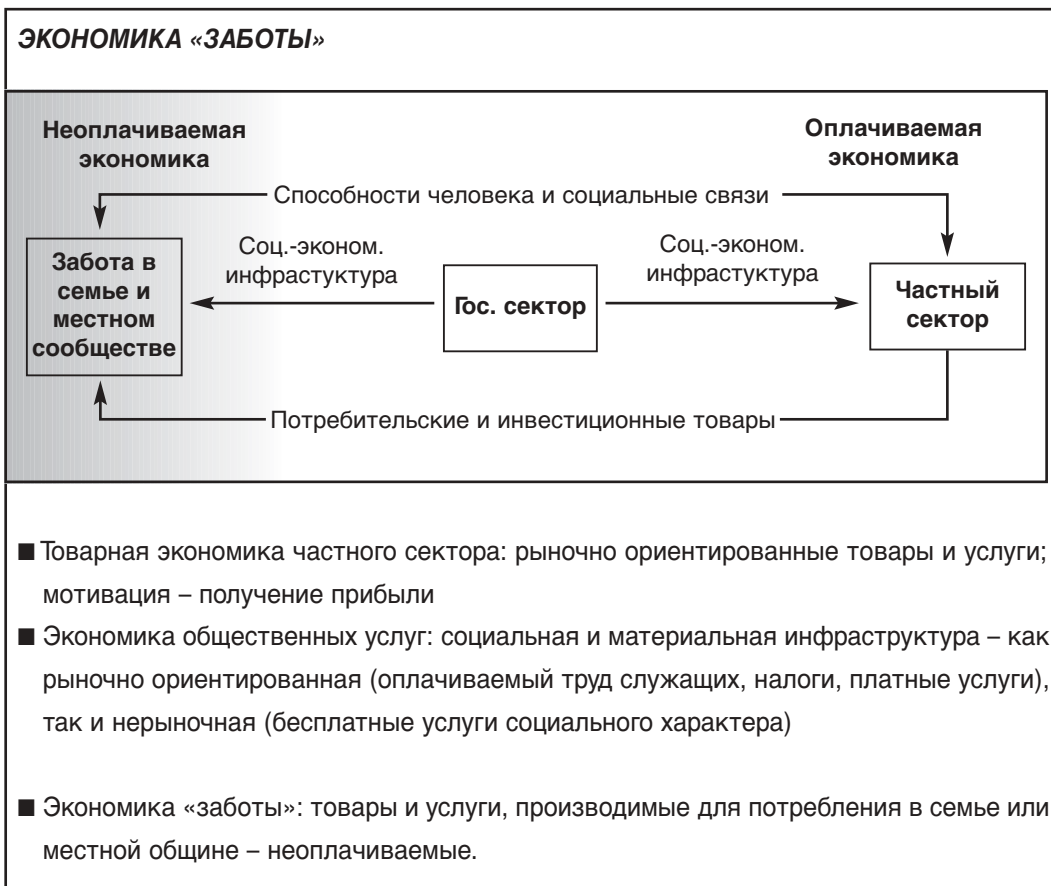 ЭКОНОМИКА «ЗАБОТЫ»
Неоплачиваемая
экономика
Оплачиваемая
экономика
Способности человека и социальные связи
Забота в
семье и
местном
сообществе
Соц.-эконом.
инфрастуктура
Гос. сектор
Соц.-эконом.
инфрастуктура
Частный
сектор
Потребительские и инвестиционные товары
■ Товарная экономика частного сектора: рыночно ориентированные товары и услуги;
мотивация – получение прибыли
■ Экономика общественных услуг: социальная и материальная инфраструктура – как
рыночно ориентированная (оплачиваемый труд служащих, налоги, платные услуги),
так и нерыночная (бесплатные услуги социального характера)
■ Экономика «заботы»: товары и услуги, производимые для потребления в семье или
местной общине – неоплачиваемые.